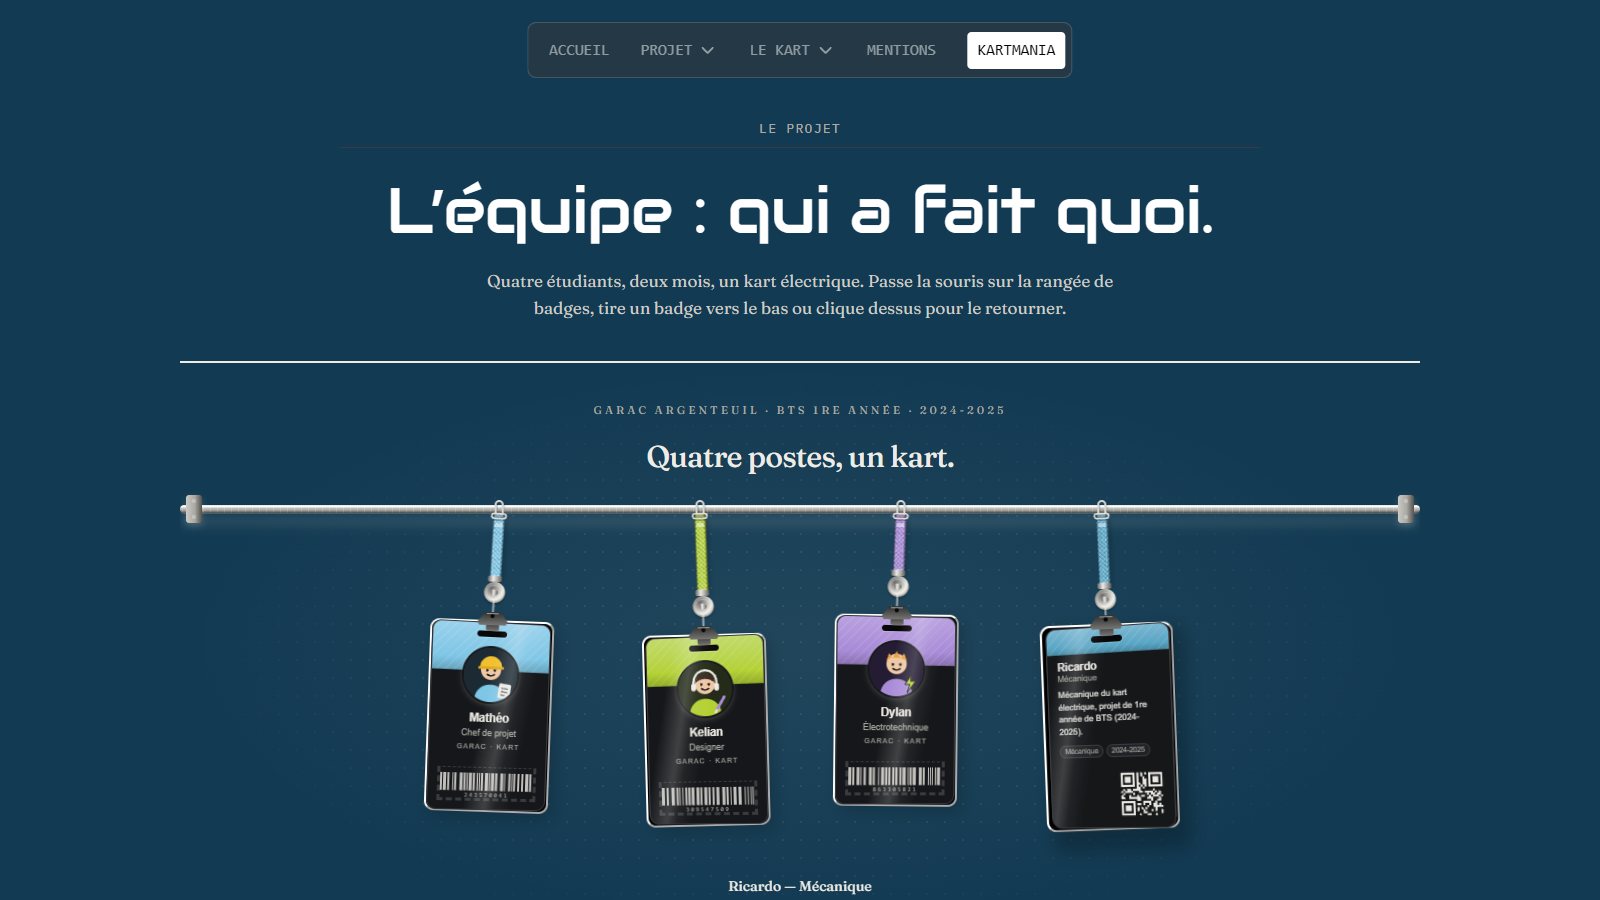 ACCUEIL
PROJET
LE KART
MENTIONS
KARTMANIA
LE PROJET
L'équipe : qui a fait quoi.
Quatre étudiants, deux mois, un kart électrique. Passe la souris sur la rangée de
badges, tire un badge vers le bas ou clique dessus pour le retourner.
GARAC ARGENTEUIL · BTS 1RE ANNÉE · 2024-2025
Quatre postes, un kart.
Mathéo
Chef de projet
GARAC · KART
Kelian
Designer
GARAC · KART
Dylan
Électrotechnique
GARAC · KART
Ricardo
Mécanique
Mécanique du kart
électrique, projet de 1re
année de BTS (2024-
2025).
Mécanique
2024-2025
Ricardo — Mécanique